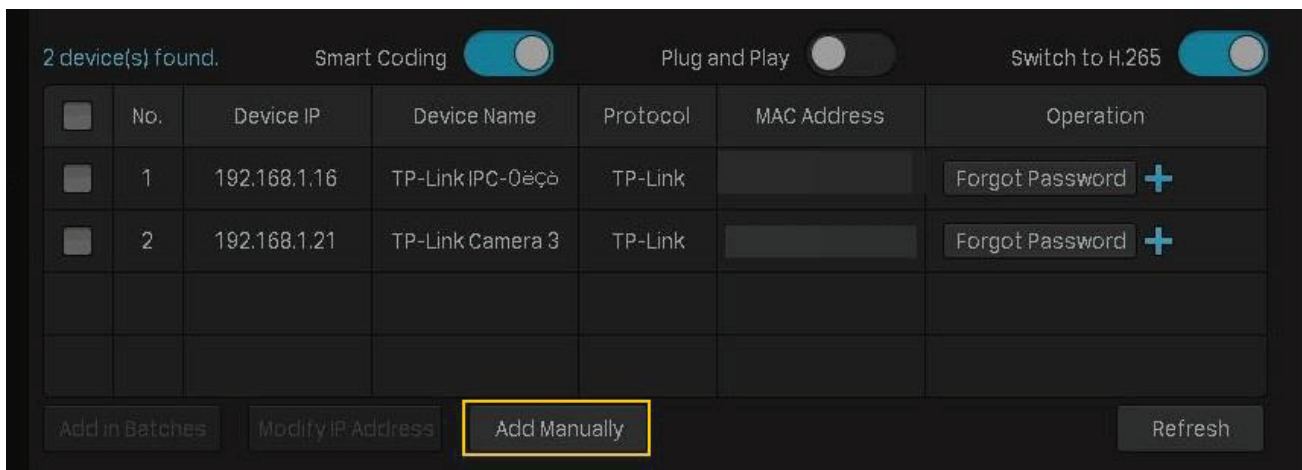 2 device(s) found. Smart Coding Plug and Play Switch to H.265
No. Device IP Device Name Protocol MAC Address Operation
1 192.168.1.16 TP-Link IPC-0ëÇò TP-Link Forgot Password
2 192.168.1.21 TP-Link Camera 3 TP-Link Forgot Password
Add in Batches Modify IP Address Add Manually Refresh